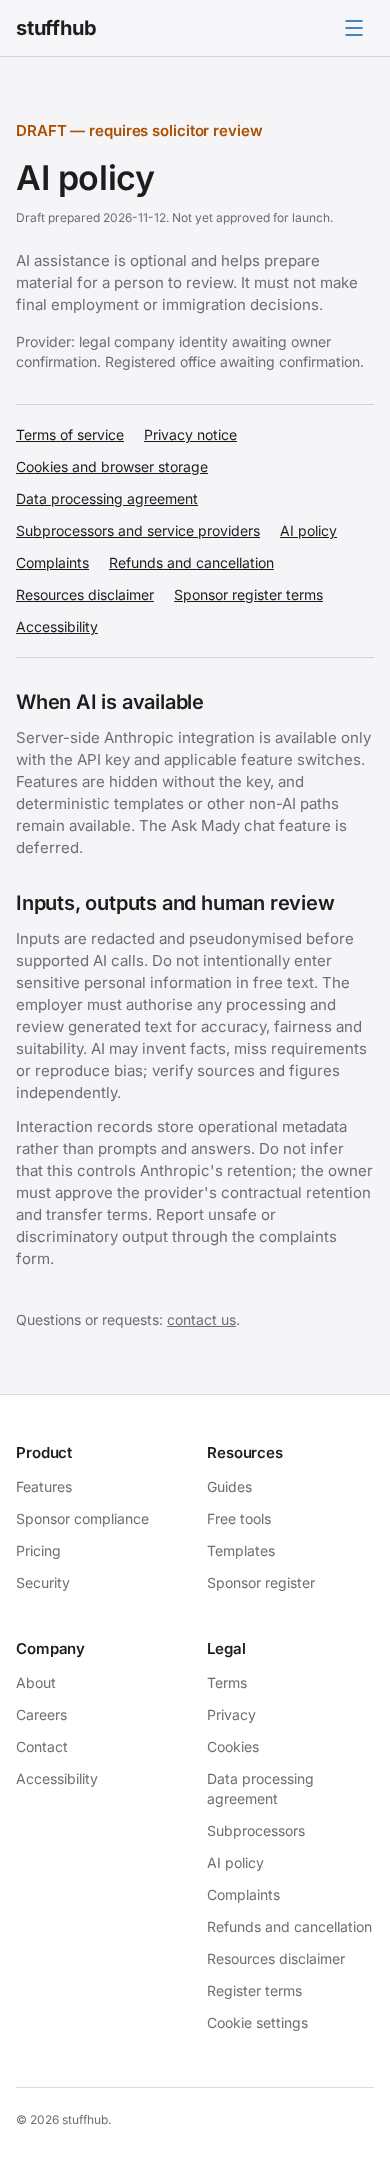 stuffhub
DRAFT — requires solicitor review
AI policy
Draft prepared 2026-11-12. Not yet approved for launch.
AI assistance is optional and helps prepare
material for a person to review. It must not make
final employment or immigration decisions.
Provider: legal company identity awaiting owner
confirmation. Registered office awaiting confirmation.
Terms of service Privacy notice
Cookies and browser storage
Data processing agreement
Subprocessors and service providers AI policy
Complaints Refunds and cancellation
Resources disclaimer Sponsor register terms
Accessibility
When AI is available
Server-side Anthropic integration is available only
with the API key and applicable feature switches.
Features are hidden without the key, and
deterministic templates or other non-AI paths
remain available. The Ask Mady chat feature is
deferred.
Inputs, outputs and human review
Inputs are redacted and pseudonymised before
supported AI calls. Do not intentionally enter
sensitive personal information in free text. The
employer must authorise any processing and
review generated text for accuracy, fairness and
suitability. AI may invent facts, miss requirements
or reproduce bias; verify sources and figures
independently.
Interaction records store operational metadata
rather than prompts and answers. Do not infer
that this controls Anthropic's retention; the owner
must approve the provider's contractual retention
and transfer terms. Report unsafe or
discriminatory output through the complaints
form.
Questions or requests: contact us.
Product
Features
Sponsor compliance
Pricing
Security
Resources
Guides
Free tools
Templates
Sponsor register
Company
About
Careers
Contact
Accessibility
Legal
Terms
Privacy
Cookies
Data processing
agreement
Subprocessors
AI policy
Complaints
Refunds and cancellation
Resources disclaimer
Register terms
Cookie settings
© 2026 stuffhub.